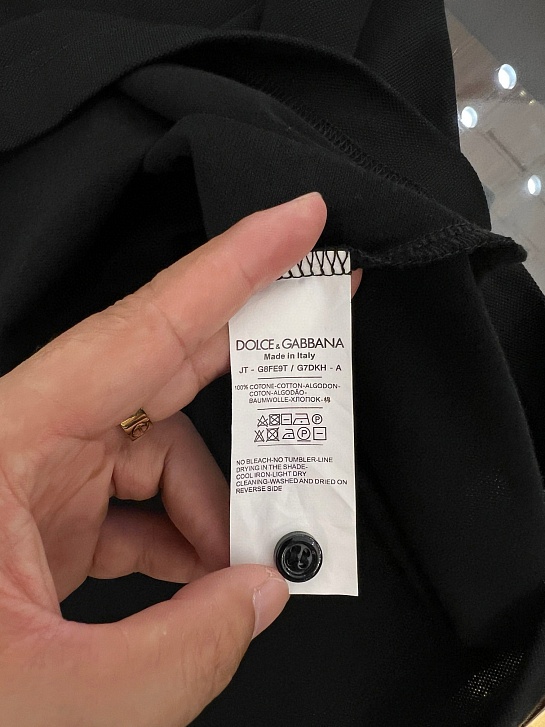 DOLCE & GABBANA
Made in Italy
JT - G8FE9T / G7DKH - A
100% COTONE-COTTON-ALGODON-
COTON-ALGODÃO-
BAUMWOLLE-ХЛОПОК-棉
NO BLEACH-NO TUMBLER-LINE
DRYING IN THE SHADE-
COOL IRON-LIGHT DRY
CLEANING-WASHED AND DRIED ON
REVERSE SIDE